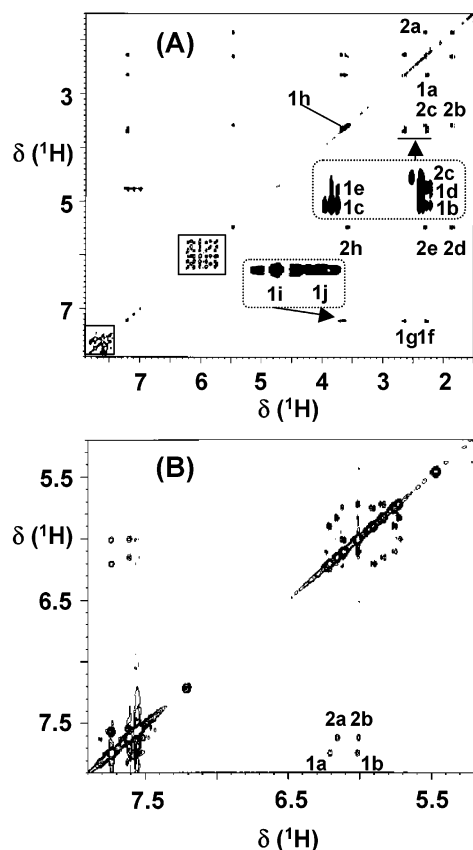 (A)
2a
1a
3
1h
2c 2b
δ (¹H)
2c
1e
1d
5
1c
1b
2h
2e
2d
1i
1j
7
1g1f
7
6
5
4
3
2
δ (¹H)
(B)
5.5
δ (¹H)
6.5
2a
2b
7.5
1a
1b
7.5
6.5
5.5
δ (¹H)